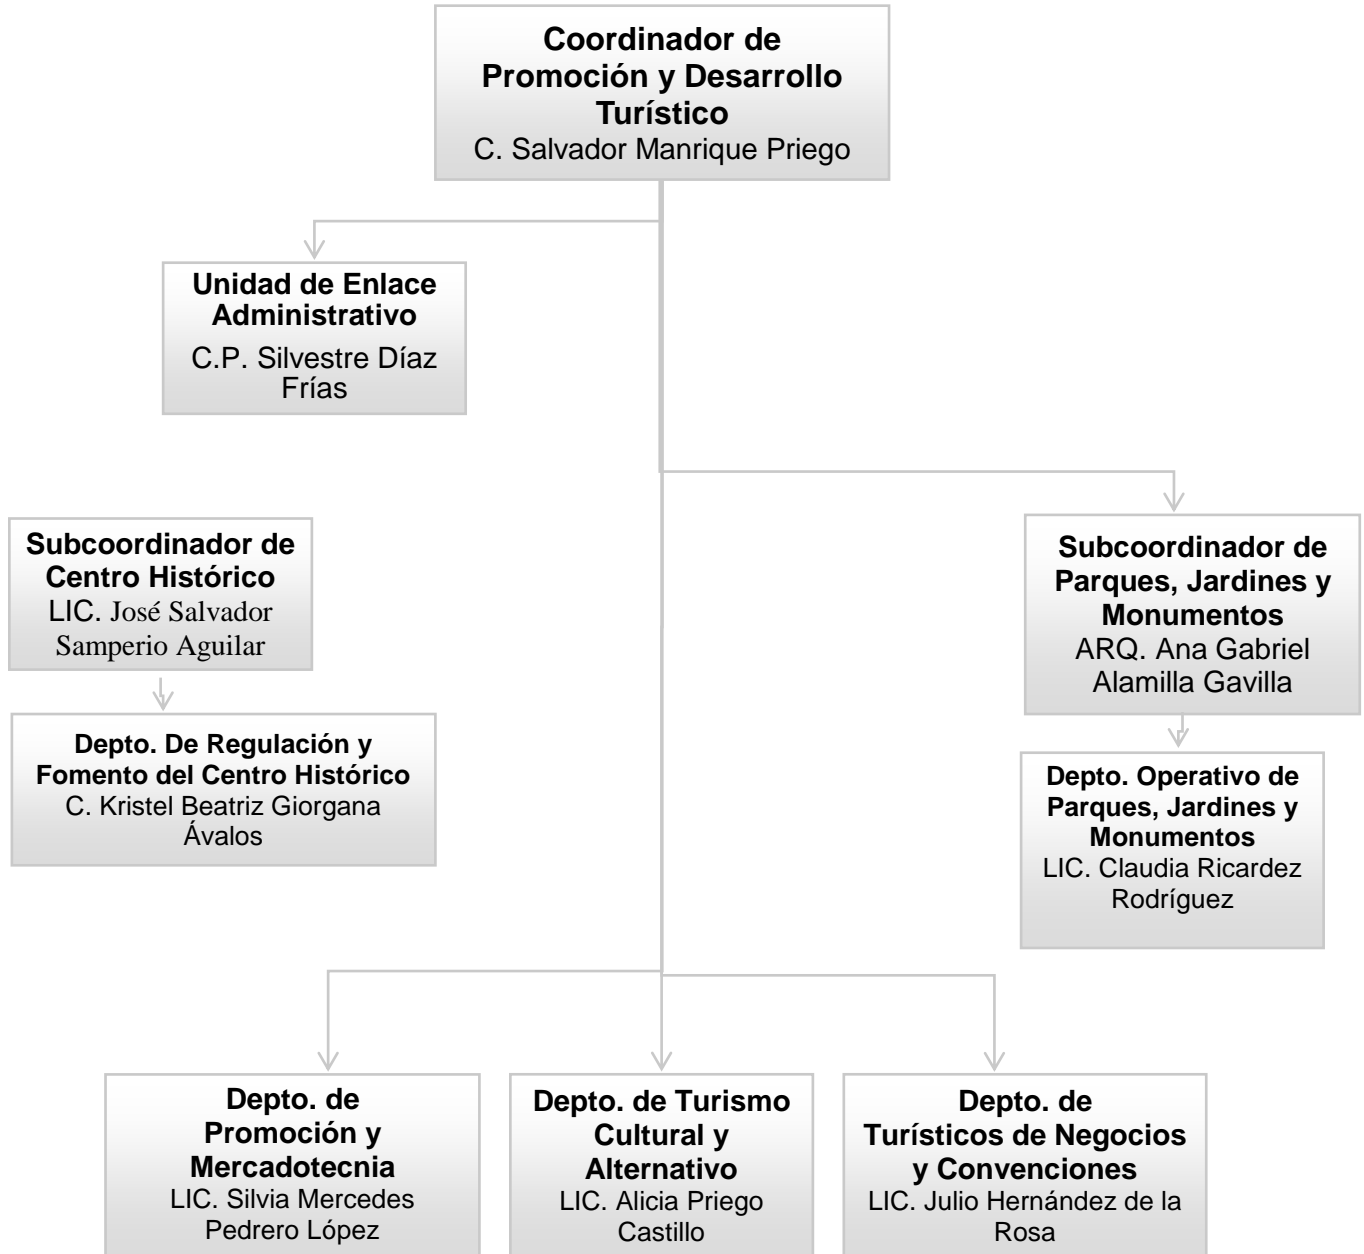 Coordinador de
Promoción y Desarrollo
Turístico
C. Salvador Manrique Priego
Unidad de Enlace
Administrativo
C.P. Silvestre Díaz
Frías
Subcoordinador de
Centro Histórico
LIC. José Salvador
Samperio Aguilar
Subcoordinador de
Parques, Jardines y
Monumentos
ARQ. Ana Gabriel
Alamilla Gavilla
Depto. De Regulación y
Fomento del Centro Histórico
C. Kristel Beatriz Giorgana
Ávalos
Depto. Operativo de
Parques, Jardines y
Monumentos
LIC. Claudia Ricardez
Rodríguez
Depto. de
Promoción y
Mercadotecnia
LIC. Silvia Mercedes
Pedrero López
Depto. de Turismo
Cultural y
Alternativo
LIC. Alicia Priego
Castillo
Depto. de
Turísticos de Negocios
y Convenciones
LIC. Julio Hernández de la
Rosa